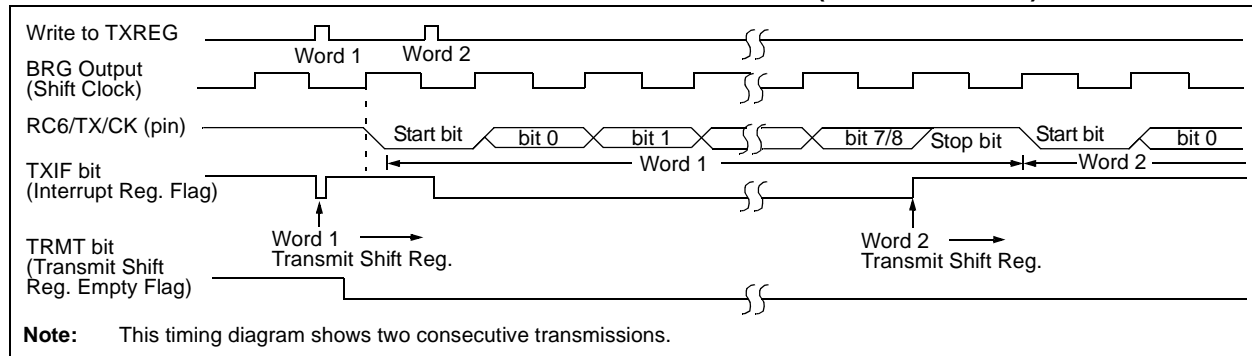 Write to TXREG
Word 1
Word 2
BRG Output
(Shift Clock)
RC6/TX/CK (pin)
Start bit
bit 0
bit 1
bit 7/8
Stop bit
Start bit
bit 0
Word 1
Word 2
TXIF bit
(Interrupt Reg. Flag)
Word 1
Transmit Shift Reg.
Word 2
Transmit Shift Reg.
TRMT bit
(Transmit Shift
Reg. Empty Flag)
Note: This timing diagram shows two consecutive transmissions.